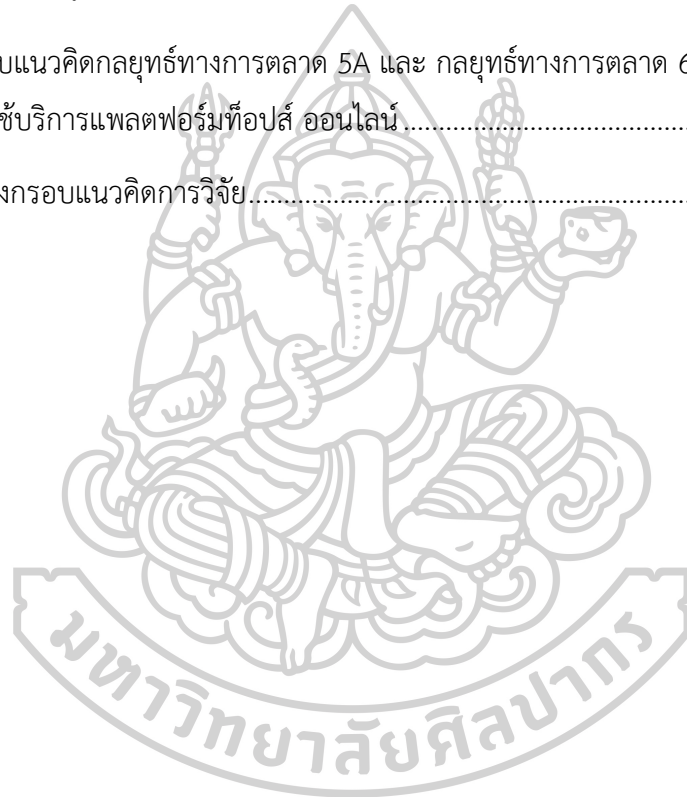 บแนวคิดกลยุทธ์ทางการตลาด 5A และ กลยุทธ์ทางการตลาด 6
ช้บริการแพลตฟอร์มท็อปส์ ออนไลน์......................................................
งกรอบแนวคิดการวิจัย................................................................................
มหาวิทยาลัยศิลปากร